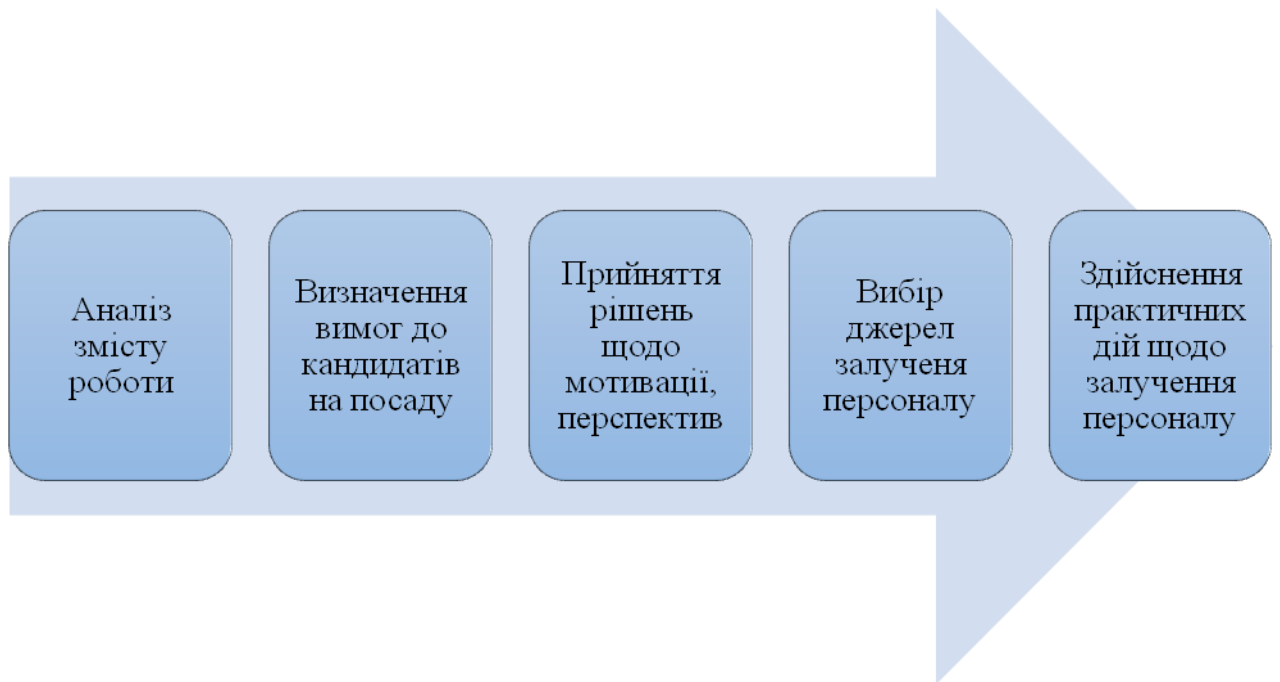 Аналіз
змісту
роботи
Визначення
вимог до
кандидатів
на посаду
Прийняття
рішень
щодо
мотивації,
перспектив
Вибір
джерел
залученя
персоналу
Здійснення
практичних
дій щодо
залучення
персоналу